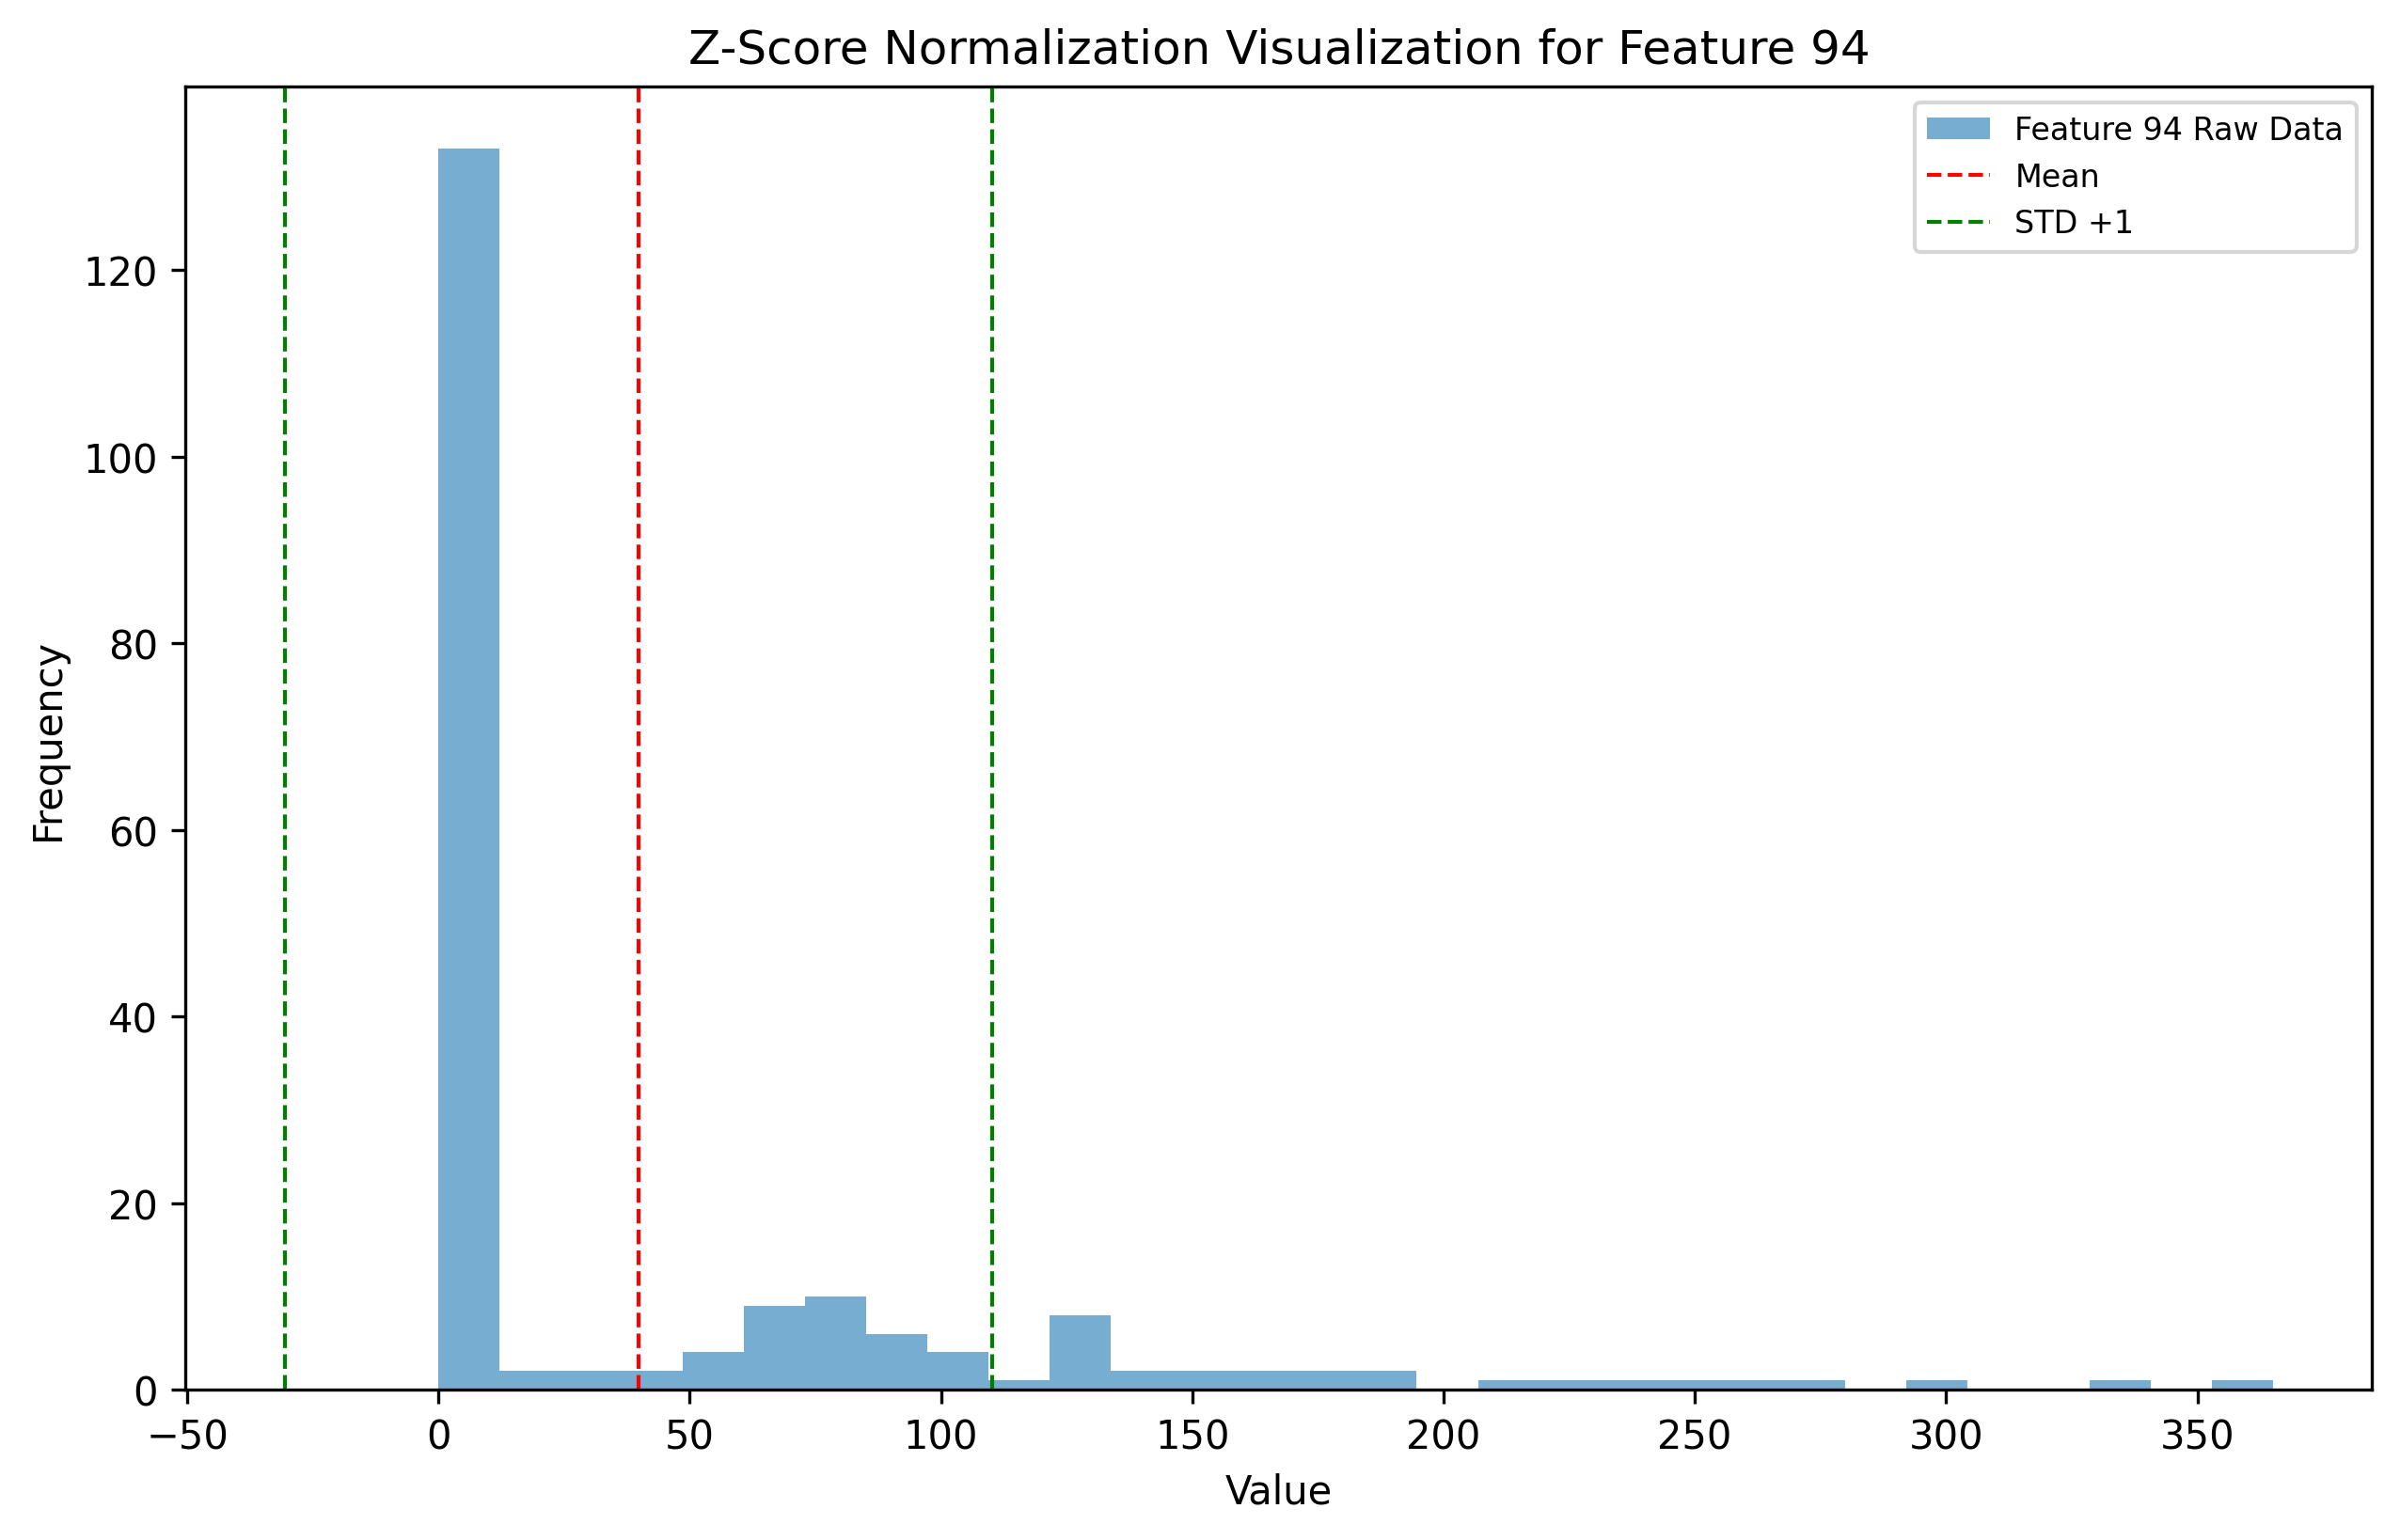 Z-Score Normalization Visualization for Feature 94
Feature 94 Raw Data
Mean
STD +1
Frequency
120
100
80
60
40
20
0
−50 0 50 100 150 200 250 300 350
Value